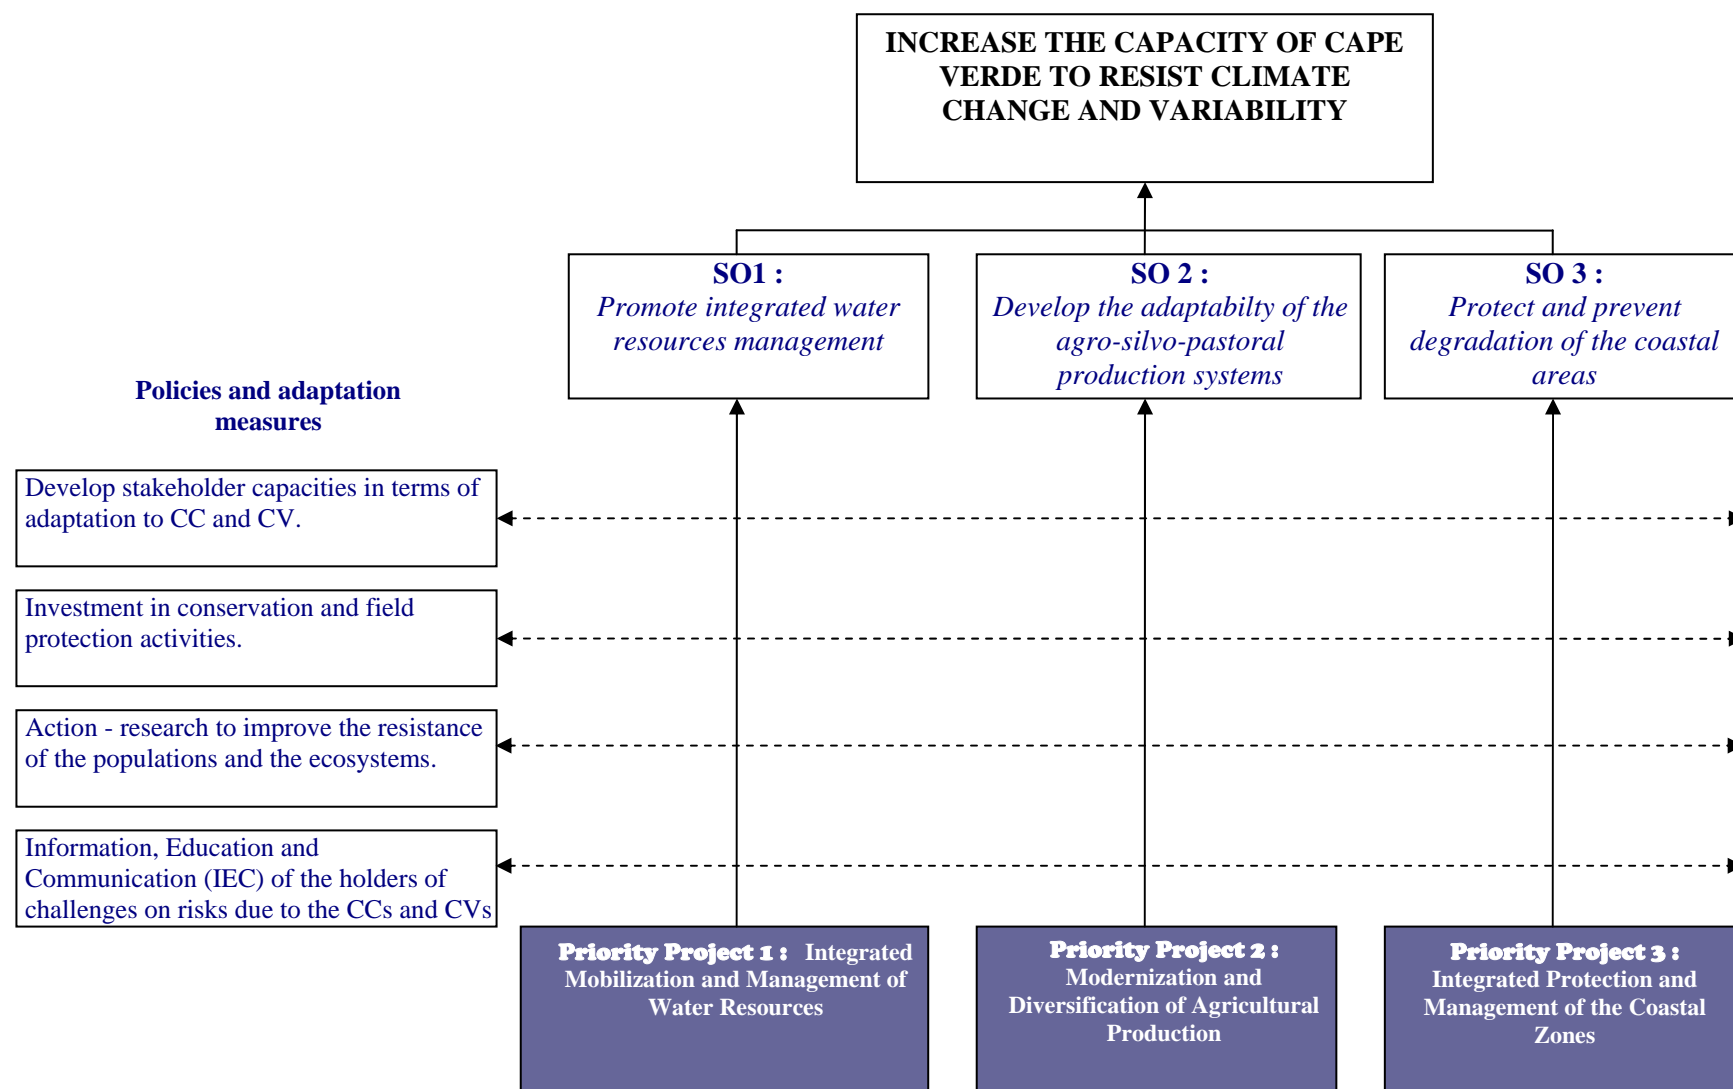 INCREASE THE CAPACITY OF CAPE
VERDE TO RESIST CLIMATE
CHANGE AND VARIABILITY
SO1 :
Promote integrated water
resources management
SO 2 :
Develop the adaptabilty of the
agro-silvo-pastoral
production systems
SO 3 :
Protect and prevent
degradation of the coastal
areas
Policies and adaptation
measures
Develop stakeholder capacities in terms of
adaptation to CC and CV.
Investment in conservation and field
protection activities.
Action - research to improve the resistance
of the populations and the ecosystems.
Information, Education and
Communication (IEC) of the holders of
challenges on risks due to the CCs and CVs
Priority Project 1 : Integrated
Mobilization and Management of
Water Resources
Priority Project 2 :
Modernization and
Diversification of Agricultural
Production
Priority Project 3 :
Integrated Protection and
Management of the Coastal
Zones